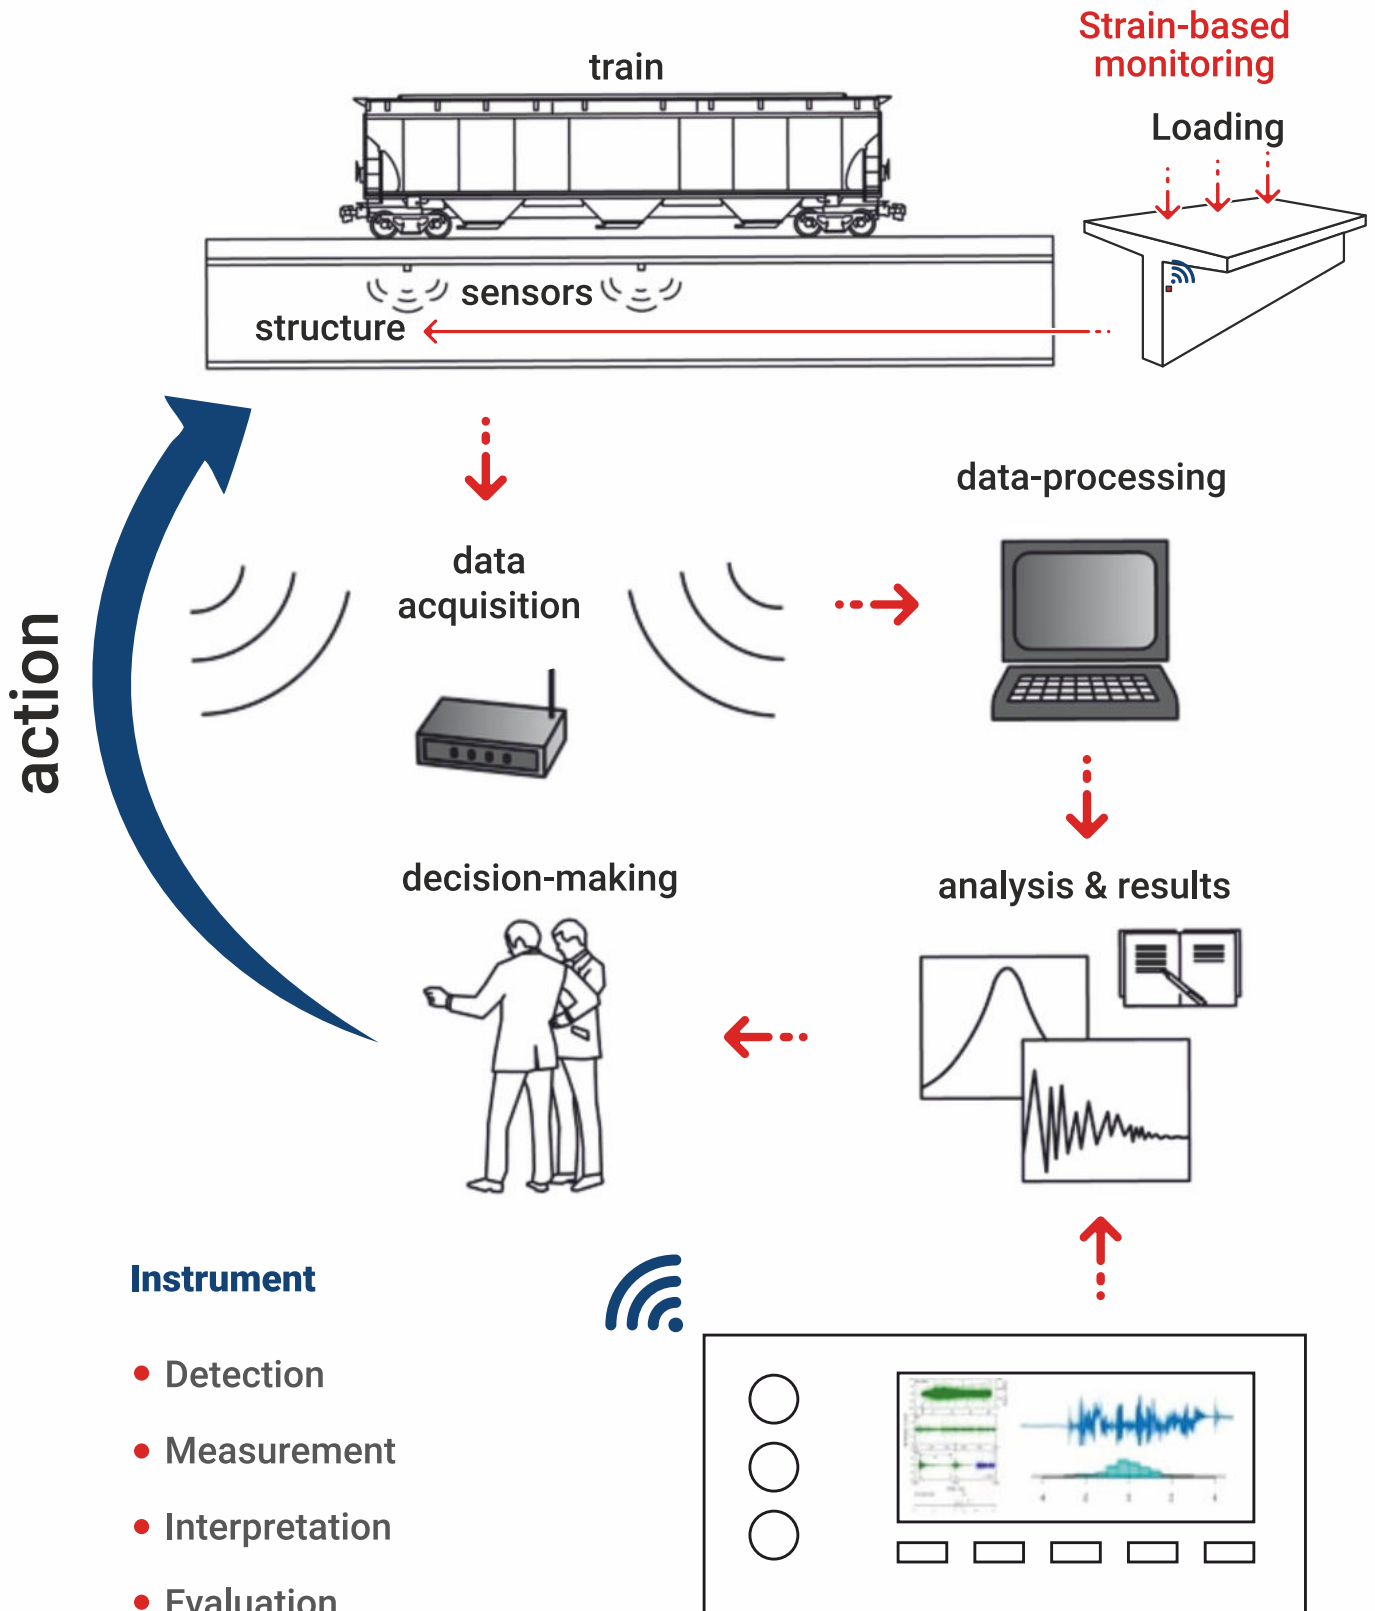 Strain-based
monitoring
train
Loading
sensors
structure
data-processing
data
acquisition
action
decision-making
analysis & results
Instrument
Detection
Measurement
Interpretation
Evaluation